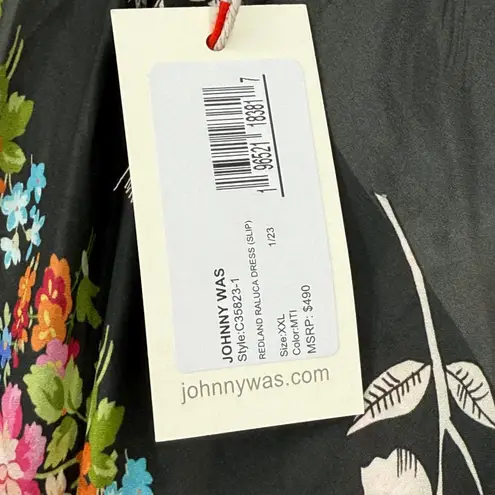 1 96521 18381 7
JOHNNY WAS
Style:C35823-1
REDLAND RALUCA DRESS (SLIP)
1/23
Size:XXL
Color:MTI
MSRP: $490
johnnywas.com